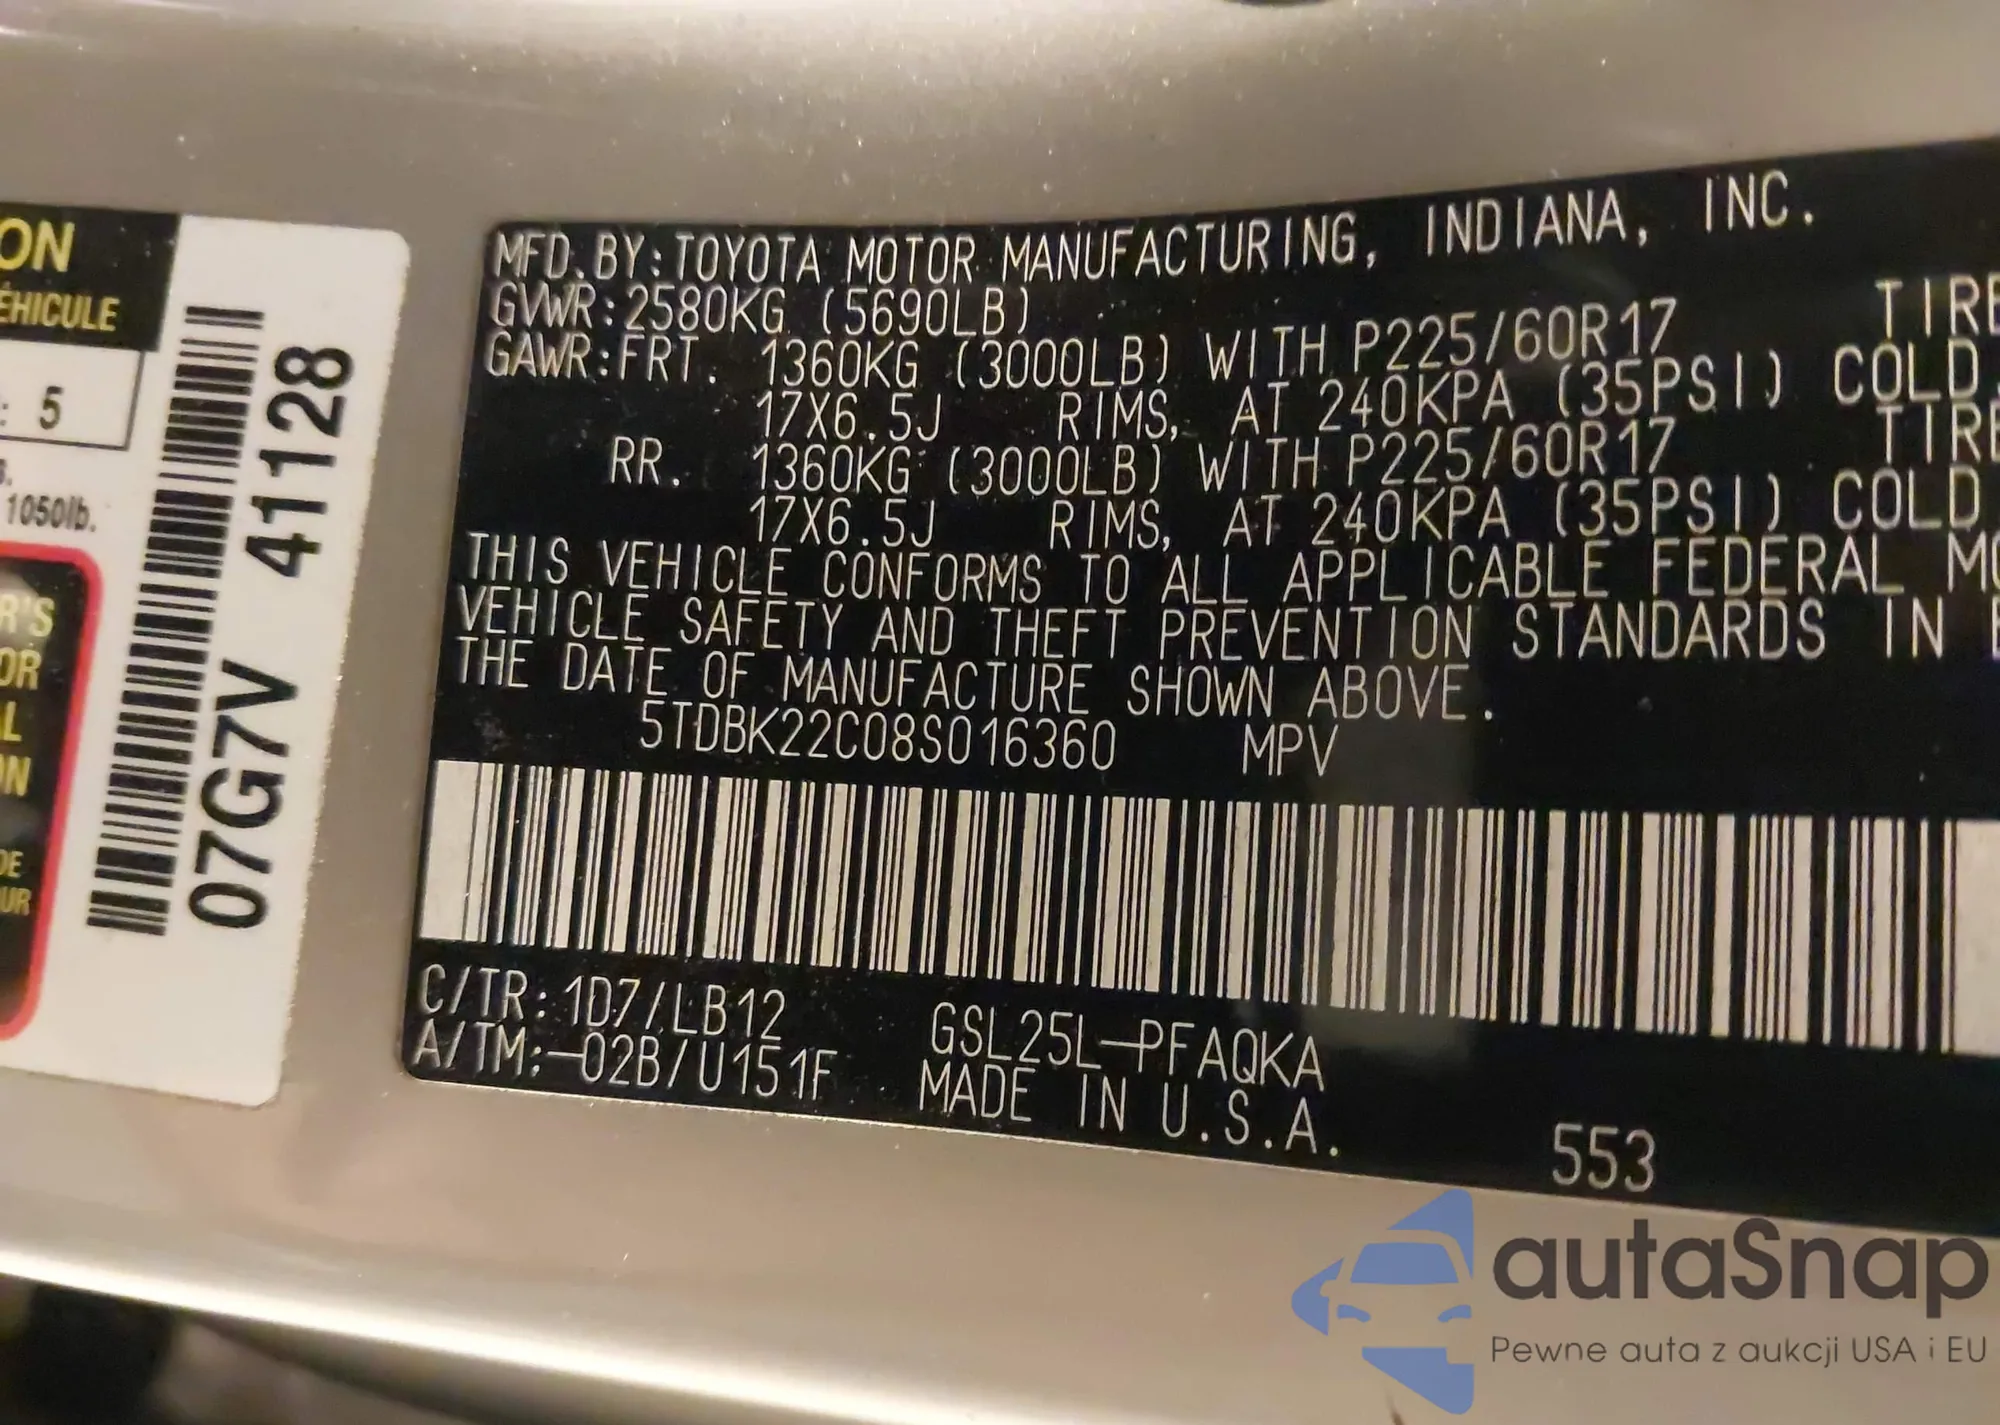 ON
ÉHICULE
: 5
1050lb.
R'S
OR
AL
ON
DE
UR
07G7V 41128
MFD. BY: TOYOTA MOTOR MANUFACTURING, INDIANA, INC.
GVWR: 2580KG (5690LB)
GAWR: FRT. 1360KG (3000LB) WITH P225/60R17 TIRE
17X6.5J RIMS, AT 240KPA (35PSI) COLD.
RR. 1360KG (3000LB) WITH P225/60R17 TIRE
17X6.5J RIMS, AT 240KPA (35PSI) COLD
THIS VEHICLE CONFORMS TO ALL APPLICABLE FEDERAL MO
VEHICLE SAFETY AND THEFT PREVENTION STANDARDS IN E
THE DATE OF MANUFACTURE SHOWN ABOVE.
5TDBK22C08S016360 MPV
C/TR: 1D7/LB12 GSL25L-PFAQKA
A/TM:-02B/U151F MADE IN U.S.A.
553
autaSnap
Pewne auta z aukcji USA i EU